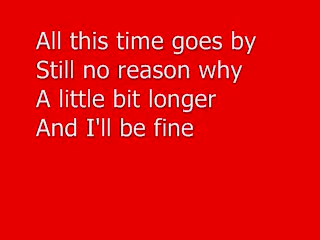 All this time goes by
Still no reason why
A little bit longer
And I'll be fine